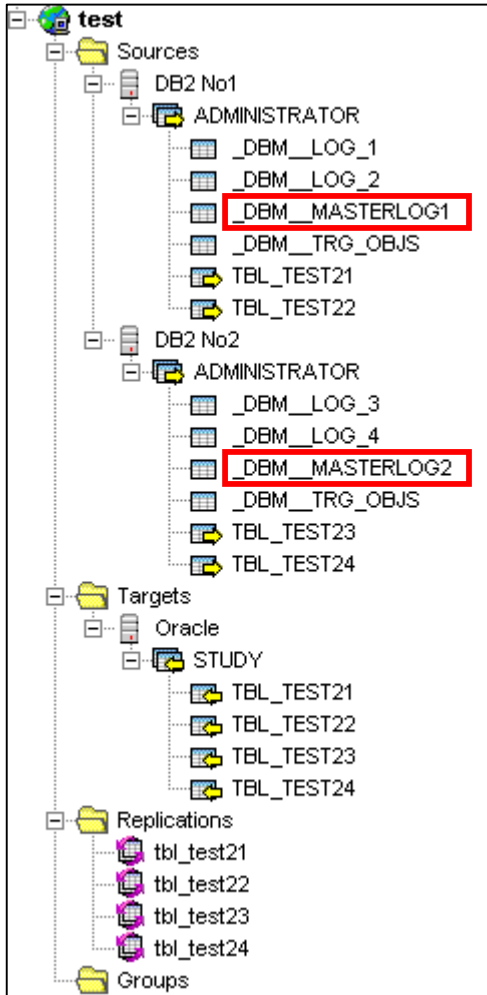 test
Sources
DB2 No1
ADMINISTRATOR
_DBM__LOG_1
_DBM__LOG_2
_DBM__MASTERLOG1
_DBM__TRG_OBJS
TBL_TEST21
TBL_TEST22
DB2 No2
ADMINISTRATOR
_DBM__LOG_3
_DBM__LOG_4
_DBM__MASTERLOG2
_DBM__TRG_OBJS
TBL_TEST23
TBL_TEST24
Targets
Oracle
STUDY
TBL_TEST21
TBL_TEST22
TBL_TEST23
TBL_TEST24
Replications
tbl_test21
tbl_test22
tbl_test23
tbl_test24
Groups